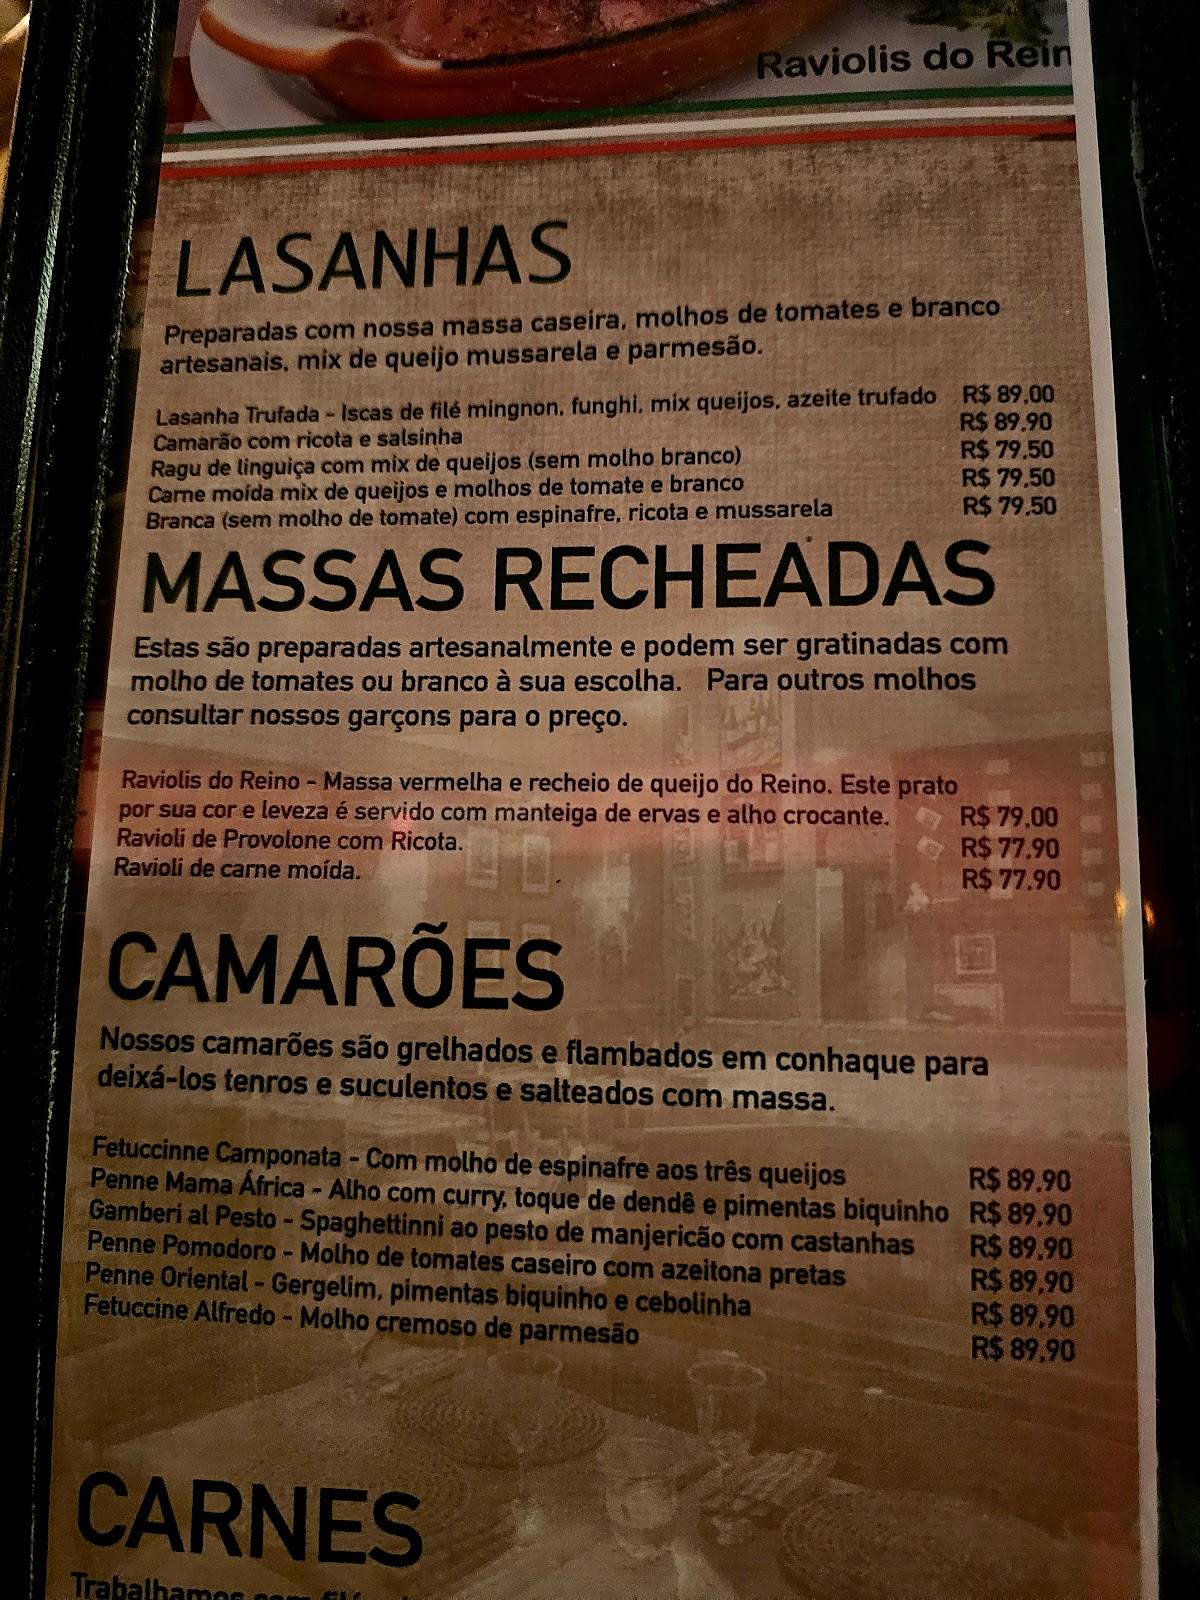 Raviolis do Rein
LASANHAS
Preparadas com nossa massa caseira, molhos de tomates e branco
artesanais, mix de queijo mussarela e parmesão.
Lasanha Trufada - Iscas de filé mingnon, funghi, mix queijos, azeite trufado R$ 89,00
Camarão com ricota e salsinha R$ 89,90
Ragu de linguiça com mix de queijos (sem molho branco) R$ 79,50
Carne moída mix de queijos e molhos de tomate e branco R$ 79,50
Branca (sem molho de tomate) com espinafre, ricota e mussarela R$ 79,50
MASSAS RECHEADAS
Estas são preparadas artesanalmente e podem ser gratinadas com
molho de tomates ou branco à sua escolha. Para outros molhos
consultar nossos garçons para o preço.
Raviolis do Reino - Massa vermelha e recheio de queijo do Reino. Este prato
por sua cor e leveza é servido com manteiga de ervas e alho crocante. R$ 79,00
Ravioli de Provolone com Ricota. R$ 77,90
Ravioli de carne moída. R$ 77,90
CAMARÕES
Nossos camarões são grelhados e flambados em conhaque para
deixá-los tenros e suculentos e salteados com massa.
Fetuccinne Camponata - Com molho de espinafre aos três queijos R$ 89,90
Penne Mama África - Alho com curry, toque de dendê e pimentas biquinho R$ 89,90
Gamberi al Pesto - Spaghettinni ao pesto de manjericão com castanhas R$ 89,90
Penne Pomodoro - Molho de tomates caseiro com azeitona pretas R$ 89,90
Penne Oriental - Gergelim, pimentas biquinho e cebolinha R$ 89,90
Fetuccine Alfredo - Molho cremoso de parmesão R$ 89,90
CARNES
Trabalhamos com filé